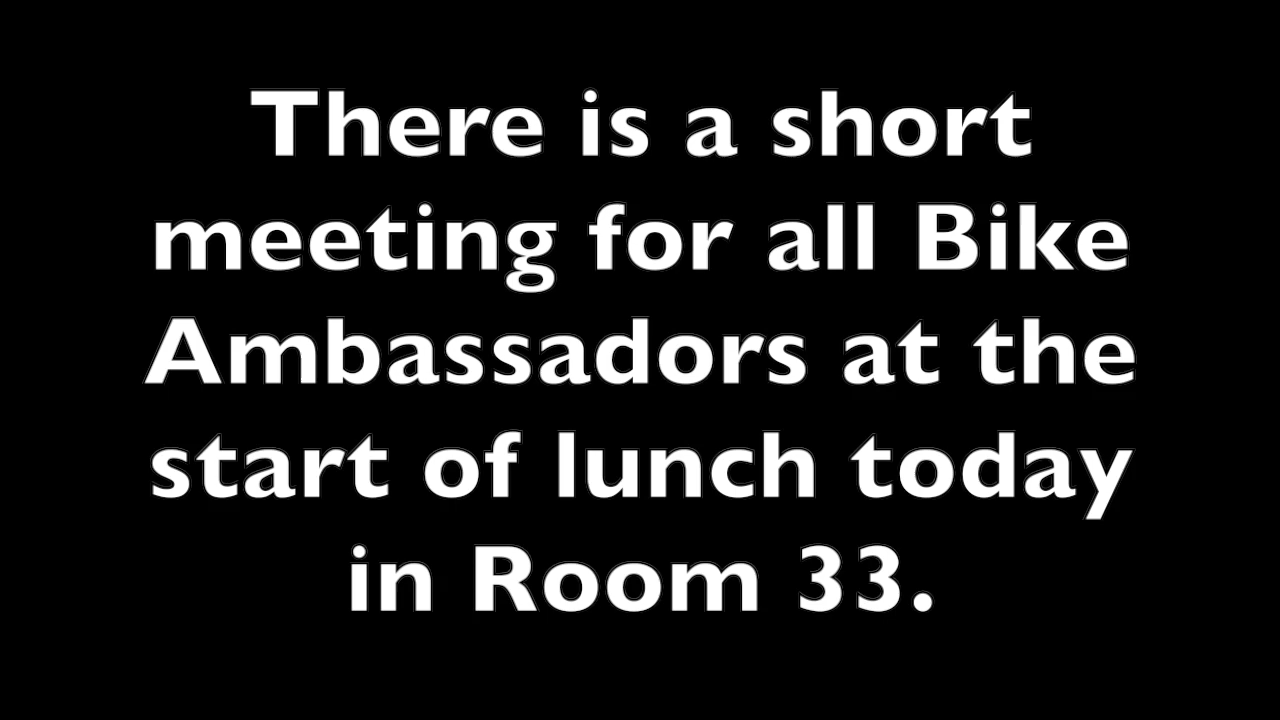 There is a short
meeting for all Bike
Ambassadors at the
start of lunch today
in Room 33.